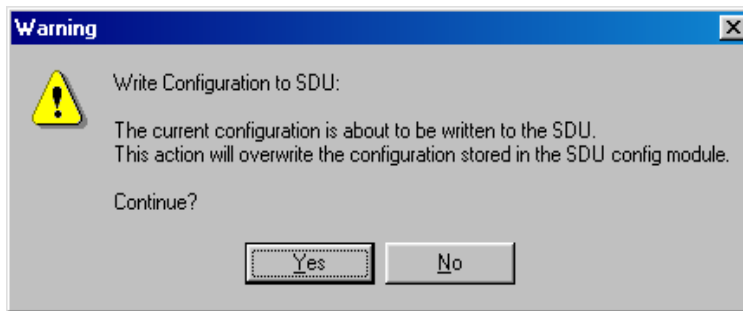 Warning
Write Configuration to SDU:
The current configuration is about to be written to the SDU.
This action will overwrite the configuration stored in the SDU config module.
Continue?
Yes
No